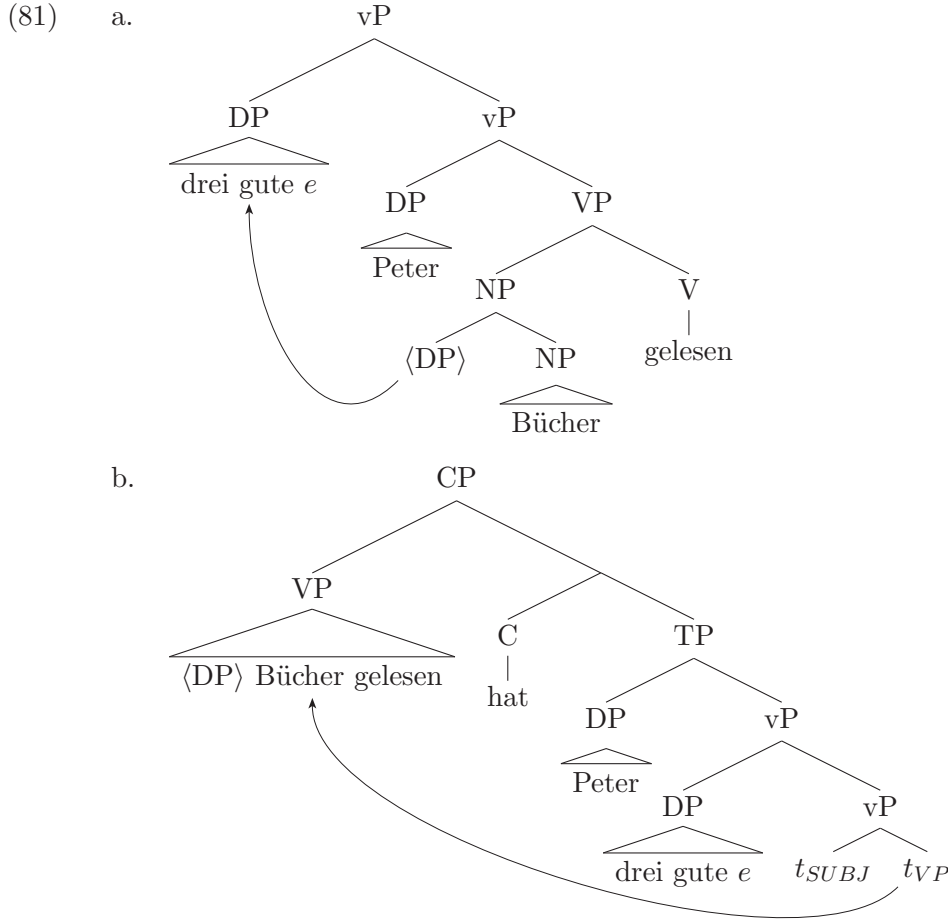 (81) a. vP
DP vP
drei gute e
DP VP
Peter
NP V
gelesen
⟨DP⟩ NP
Bücher
b. CP
VP
C TP
⟨DP⟩ Bücher gelesen
hat
DP vP
Peter
DP vP
drei gute e t_SUBJ t_VP